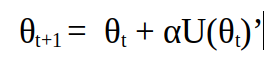 θₜ₊₁ = θₜ + αU(θₜ)’